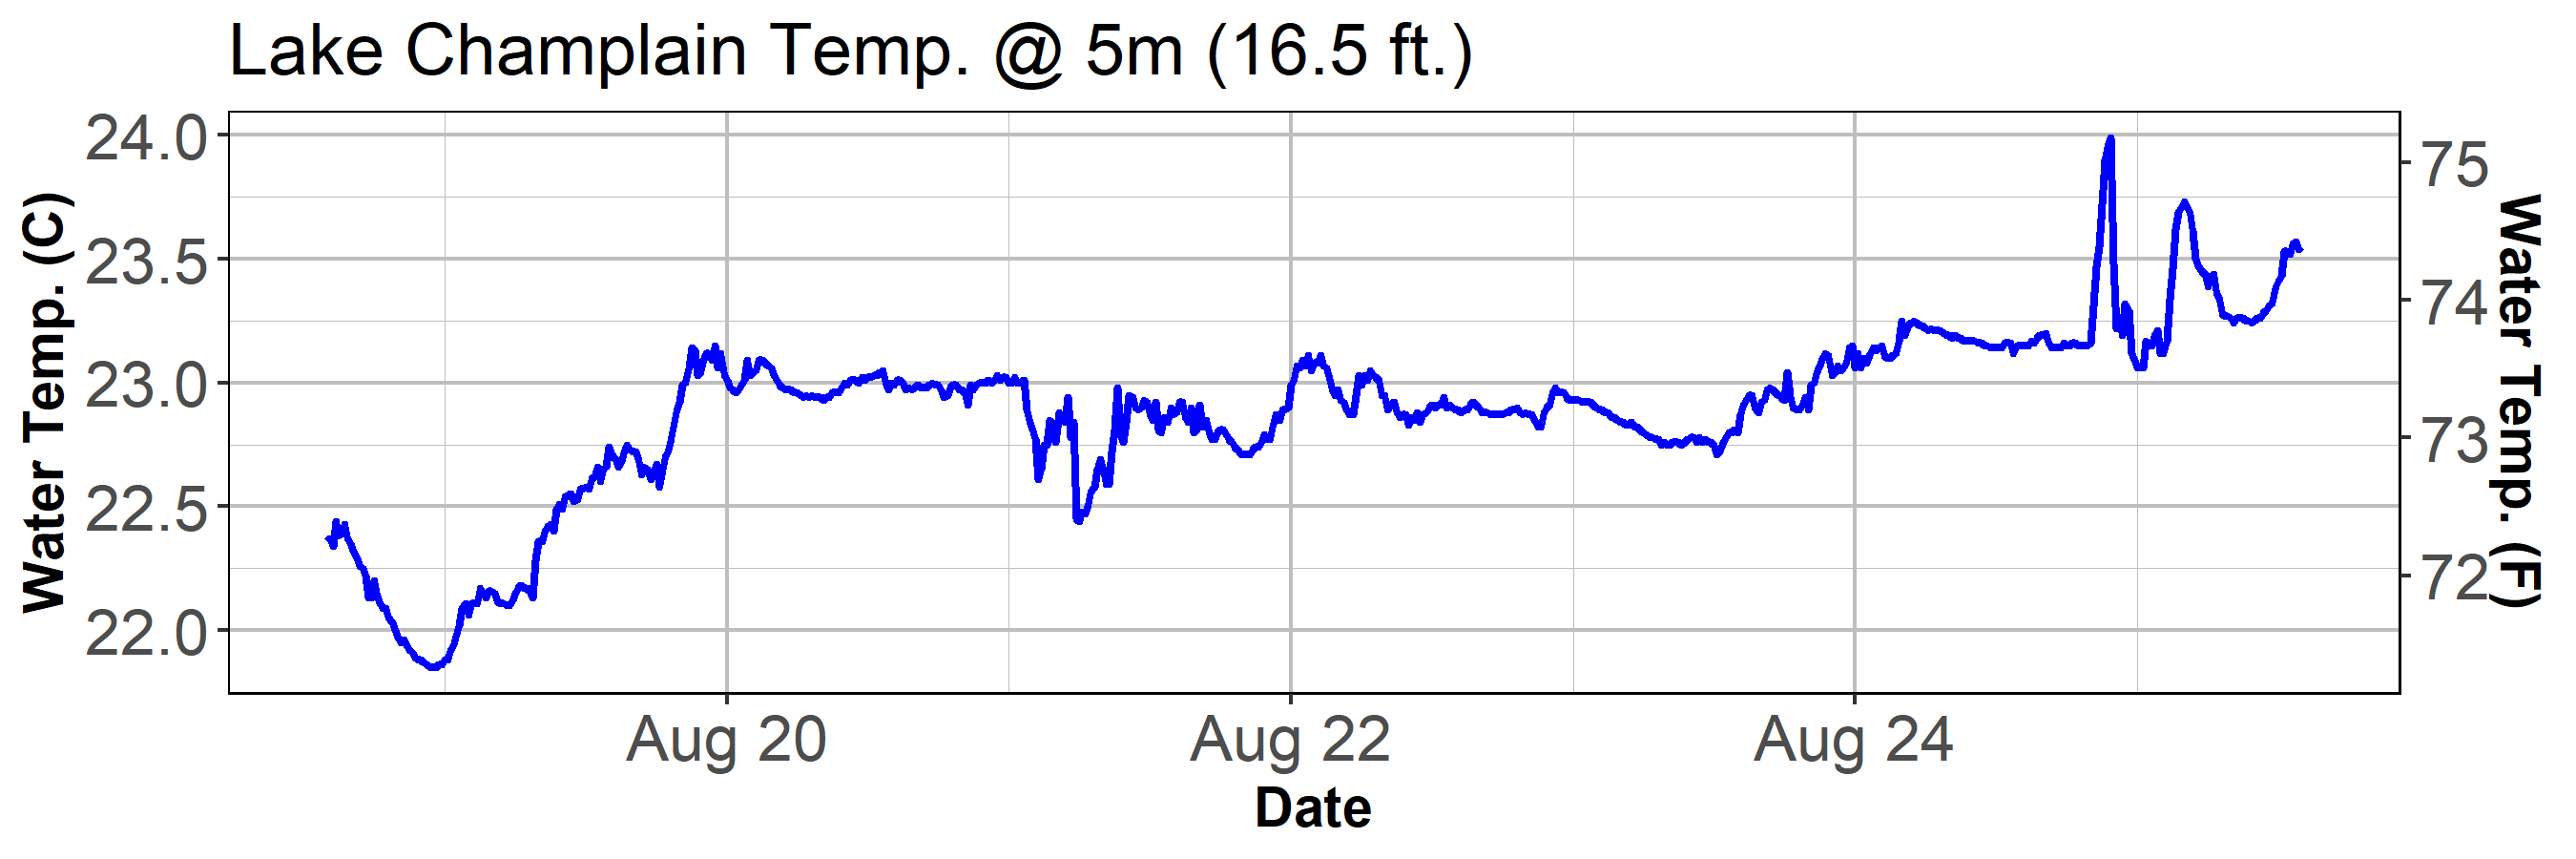 Lake Champlain Temp. @ 5m (16.5 ft.)
Water Temp. (C)
24.0
23.5
23.0
22.5
22.0
75
74
73
72
Water Temp. (F)
Aug 20
Aug 22
Aug 24
Date